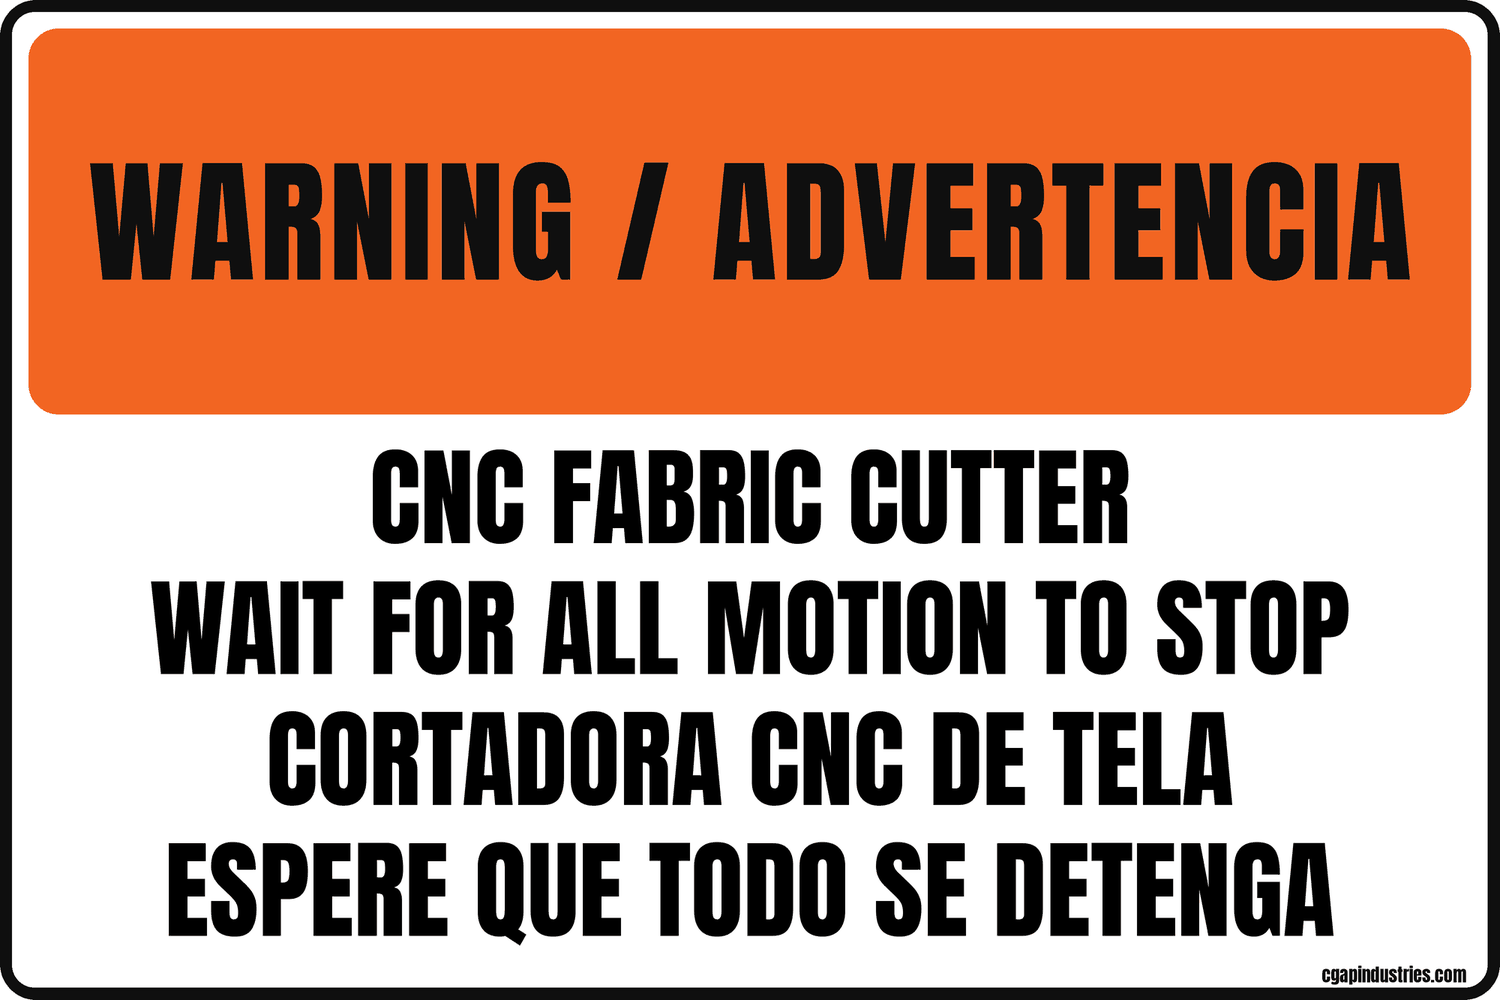 WARNING / ADVERTENCIA
CNC FABRIC CUTTER
WAIT FOR ALL MOTION TO STOP
CORTADORA CNC DE TELA
ESPERE QUE TODO SE DETENGA
cgapindustries.com